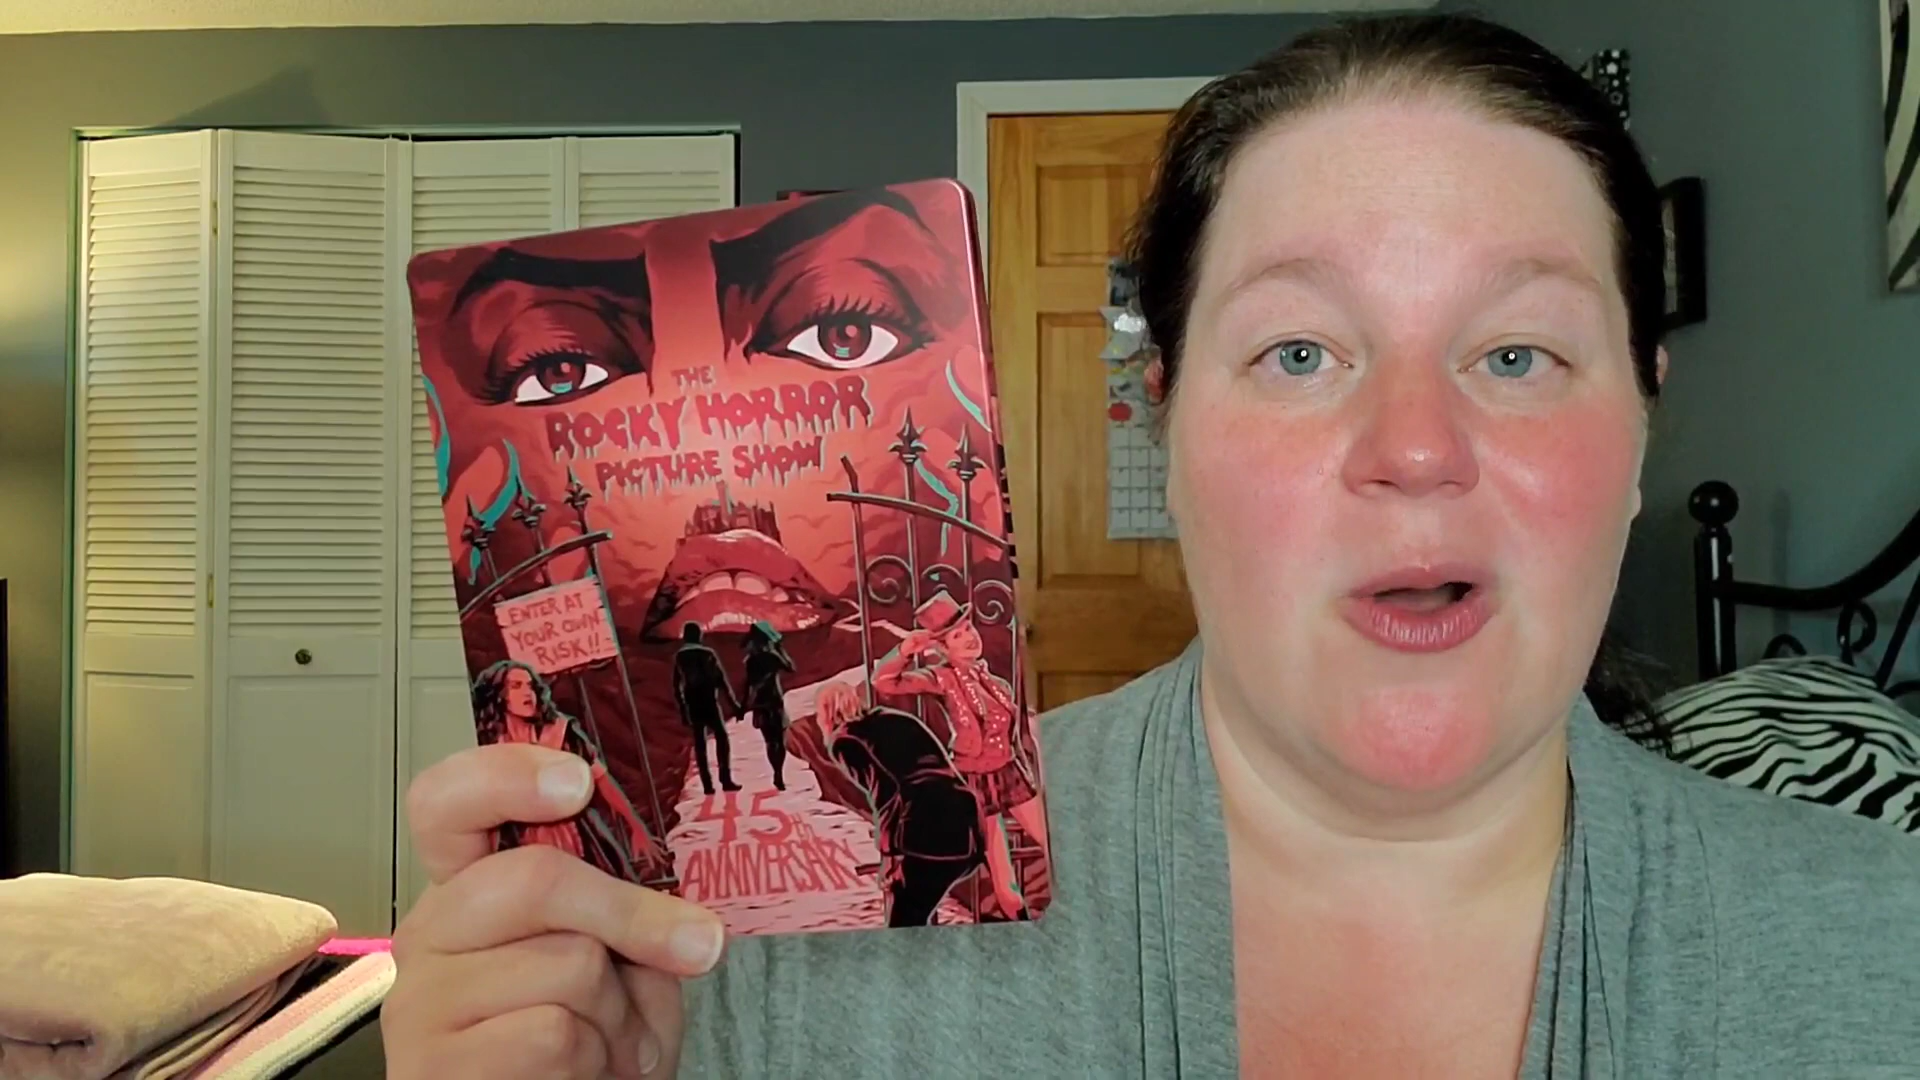 THE
ROCKY HORROR
PICTURE SHOW
ENTER AT
YOUR OWN
RISK!!
45th
ANNIVERSARY